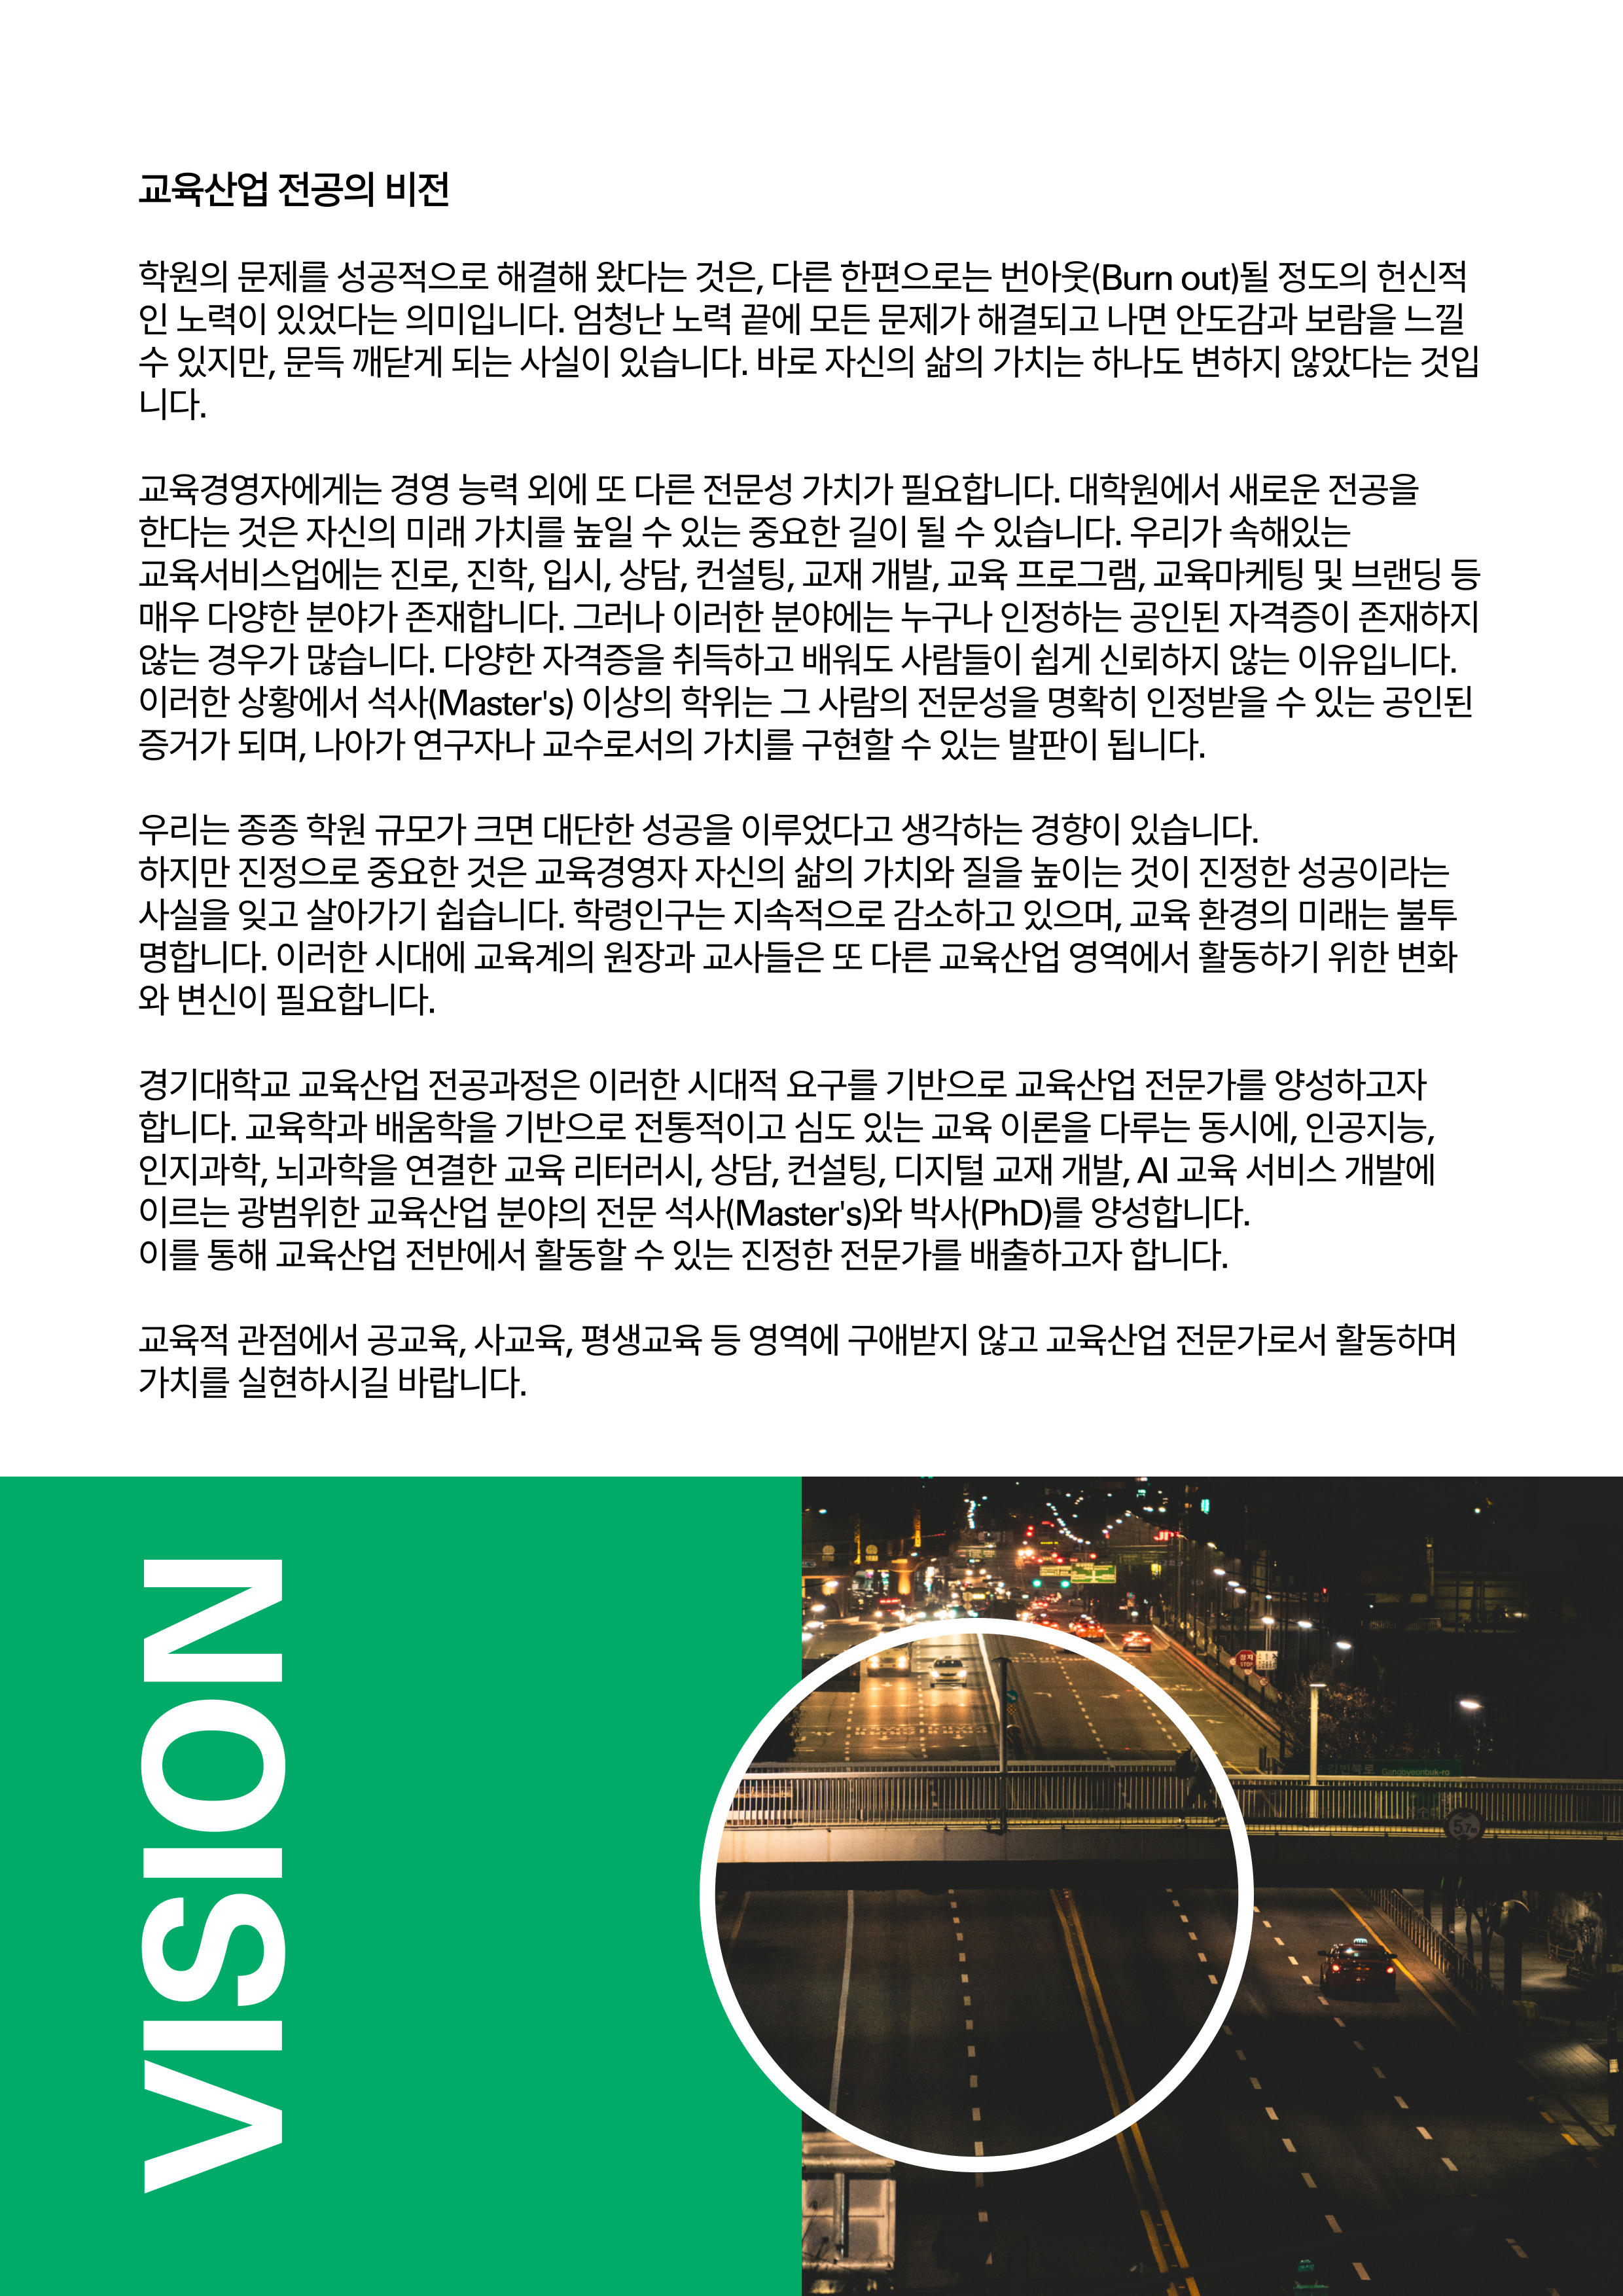 교육산업 전공의 비전
학원의 문제를 성공적으로 해결해 왔다는 것은, 다른 한편으로는 번아웃(Burn out)될 정도의 헌신적
인 노력이 있었다는 의미입니다. 엄청난 노력 끝에 모든 문제가 해결되고 나면 안도감과 보람을 느낄
수 있지만, 문득 깨닫게 되는 사실이 있습니다. 바로 자신의 삶의 가치는 하나도 변하지 않았다는 것입
니다.
교육경영자에게는 경영 능력 외에 또 다른 전문성 가치가 필요합니다. 대학원에서 새로운 전공을
한다는 것은 자신의 미래 가치를 높일 수 있는 중요한 길이 될 수 있습니다. 우리가 속해있는
교육서비스업에는 진로, 진학, 입시, 상담, 컨설팅, 교재 개발, 교육 프로그램, 교육마케팅 및 브랜딩 등
매우 다양한 분야가 존재합니다. 그러나 이러한 분야에는 누구나 인정하는 공인된 자격증이 존재하지
않는 경우가 많습니다. 다양한 자격증을 취득하고 배워도 사람들이 쉽게 신뢰하지 않는 이유입니다.
이러한 상황에서 석사(Master's) 이상의 학위는 그 사람의 전문성을 명확히 인정받을 수 있는 공인된
증거가 되며, 나아가 연구자나 교수로서의 가치를 구현할 수 있는 발판이 됩니다.
우리는 종종 학원 규모가 크면 대단한 성공을 이루었다고 생각하는 경향이 있습니다.
하지만 진정으로 중요한 것은 교육경영자 자신의 삶의 가치와 질을 높이는 것이 진정한 성공이라는
사실을 잊고 살아가기 쉽습니다. 학령인구는 지속적으로 감소하고 있으며, 교육 환경의 미래는 불투
명합니다. 이러한 시대에 교육계의 원장과 교사들은 또 다른 교육산업 영역에서 활동하기 위한 변화
와 변신이 필요합니다.
경기대학교 교육산업 전공과정은 이러한 시대적 요구를 기반으로 교육산업 전문가를 양성하고자
합니다. 교육학과 배움학을 기반으로 전통적이고 심도 있는 교육 이론을 다루는 동시에, 인공지능,
인지과학, 뇌과학을 연결한 교육 리터러시, 상담, 컨설팅, 디지털 교재 개발, AI 교육 서비스 개발에
이르는 광범위한 교육산업 분야의 전문 석사(Master's)와 박사(PhD)를 양성합니다.
이를 통해 교육산업 전반에서 활동할 수 있는 진정한 전문가를 배출하고자 합니다.
교육적 관점에서 공교육, 사교육, 평생교육 등 영역에 구애받지 않고 교육산업 전문가로서 활동하며
가치를 실현하시길 바랍니다.
VISION
정지
STOP
강변북로 Gangbyeonbuk-ro
5.7m